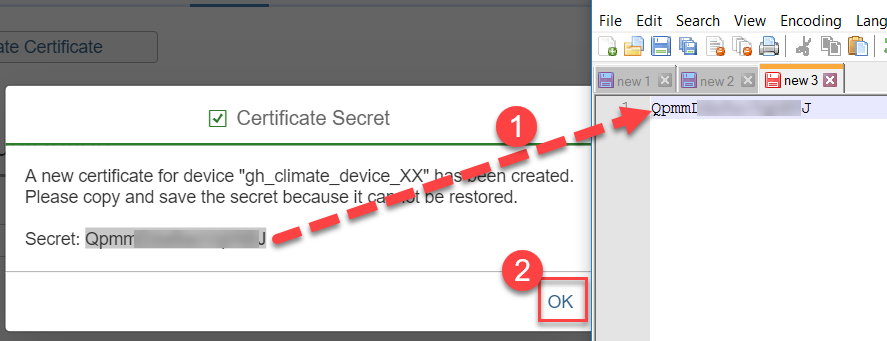 ate Certificate
Certificate Secret
A new certificate for device "gh_climate_device_XX" has been created.
Please copy and save the secret because it cannot be restored.
Secret: Qpmm J
OK
1
2
File Edit Search View Encoding Lang
new 1 new 2 new 3
1 QpmmI J